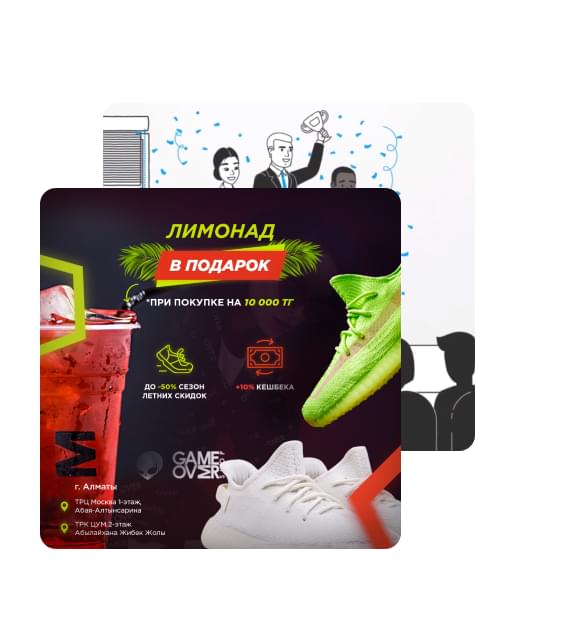 ЛИМОНАД
В ПОДАРОК
*ПРИ ПОКУПКЕ НА 10 000 ТГ
ДО -50% СЕЗОН
ЛЕТНИХ СКИДОК
+10% КЕШБЕКА
M
GAME
OVER
г. Алматы
ТРЦ Москва 1-этаж,
Абая-Алтынсарина
ТРК ЦУМ,2-этаж
Абылайхана Жибек Жолы